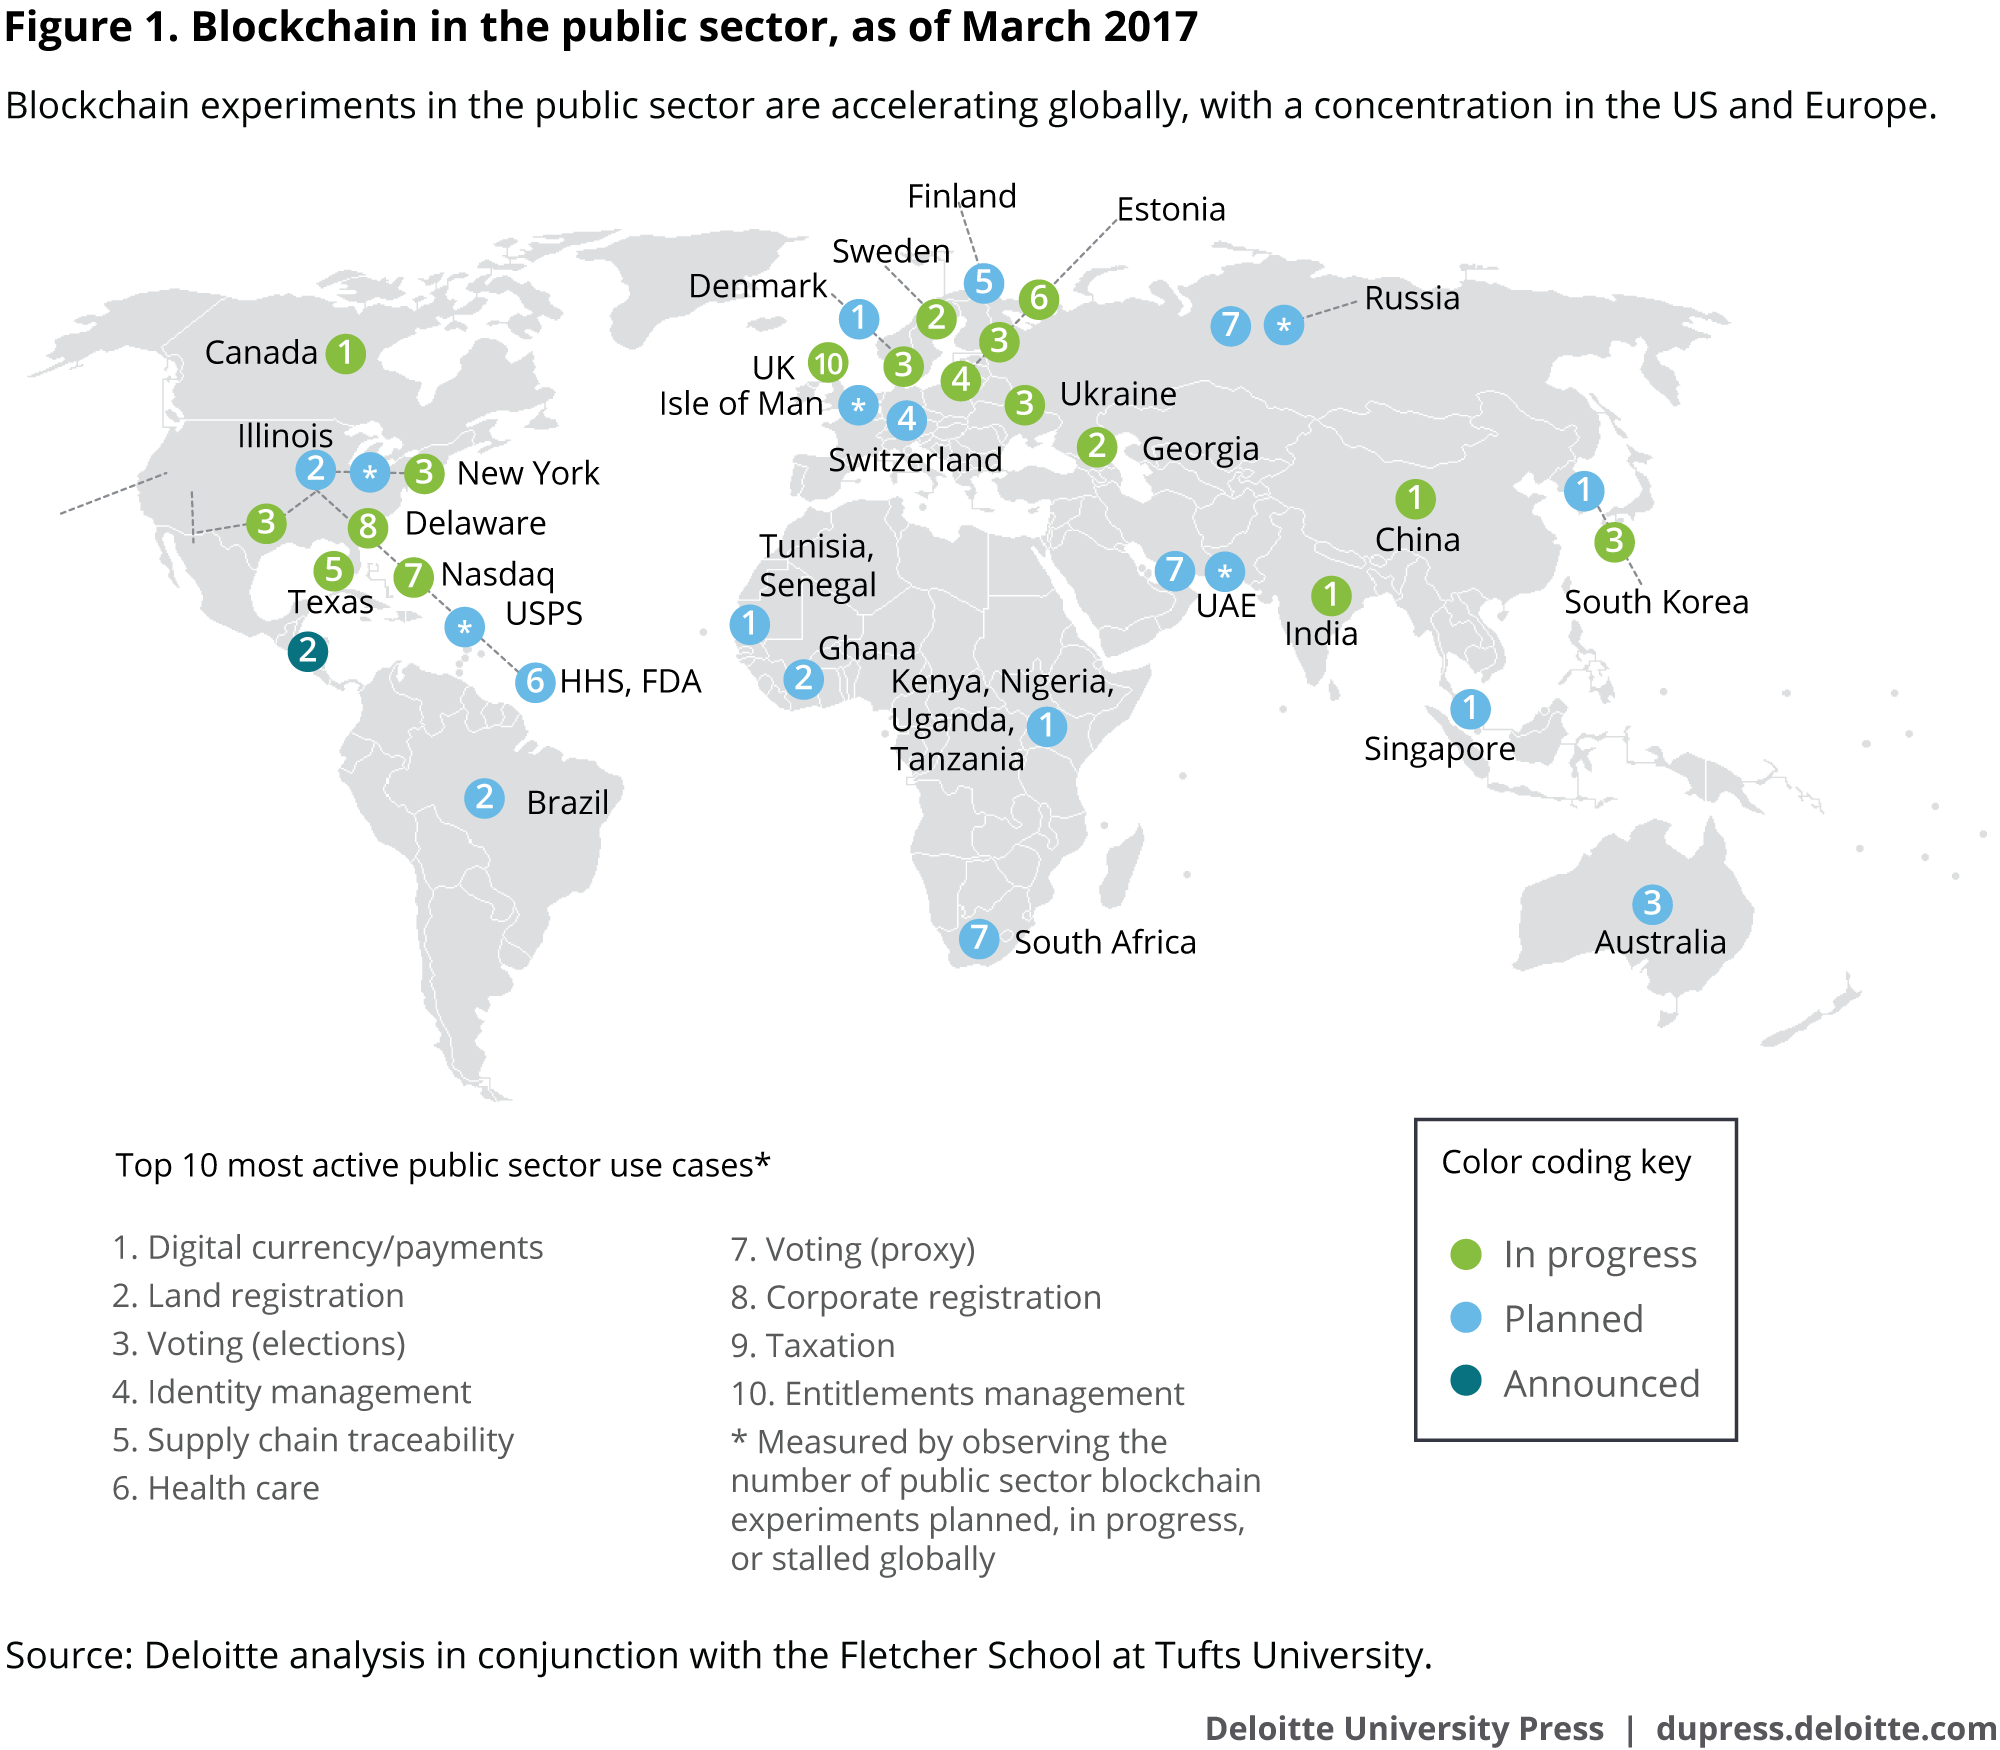 Figure 1. Blockchain in the public sector, as of March 2017
Blockchain experiments in the public sector are accelerating globally, with a concentration in the US and Europe.
Finland
Estonia
Sweden
Denmark
5
6
Russia
1
2
7
*
3
Canada
1
UK
10
3
4
Isle of Man
*
4
3
Ukraine
Illinois
Switzerland
2
Georgia
2
*
3
New York
1
1
3
8
Delaware
China
3
Tunisia,
Senegal
5
7
Nasdaq
7
*
Texas
USPS
UAE
1
India
South Korea
*
1
2
Ghana
6
HHS, FDA
2
Kenya, Nigeria,
Uganda,
Tanzania
1
1
Singapore
2
Brazil
3
Australia
7
South Africa
Top 10 most active public sector use cases*
1. Digital currency/payments
2. Land registration
3. Voting (elections)
4. Identity management
5. Supply chain traceability
6. Health care
7. Voting (proxy)
8. Corporate registration
9. Taxation
10. Entitlements management
* Measured by observing the
number of public sector blockchain
experiments planned, in progress,
or stalled globally
Color coding key
In progress
Planned
Announced
Source: Deloitte analysis in conjunction with the Fletcher School at Tufts University.
Deloitte University Press | dupress.deloitte.com